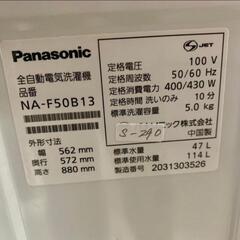 Panasonic
全自動電気洗濯機
品番
NA-F50B13
外形寸法
幅 562 mm
奥行 572 mm
高さ 880 mm
JET
定格電圧 100 V
定格周波数 50/60 Hz
定格消費電力 400/430 W
定格時間 洗いのみ 10 分
標準洗濯容量 5.0 kg
S-240
中国製
標準水量 47 L
標準使用水量 114 L
製造番号 2031303526